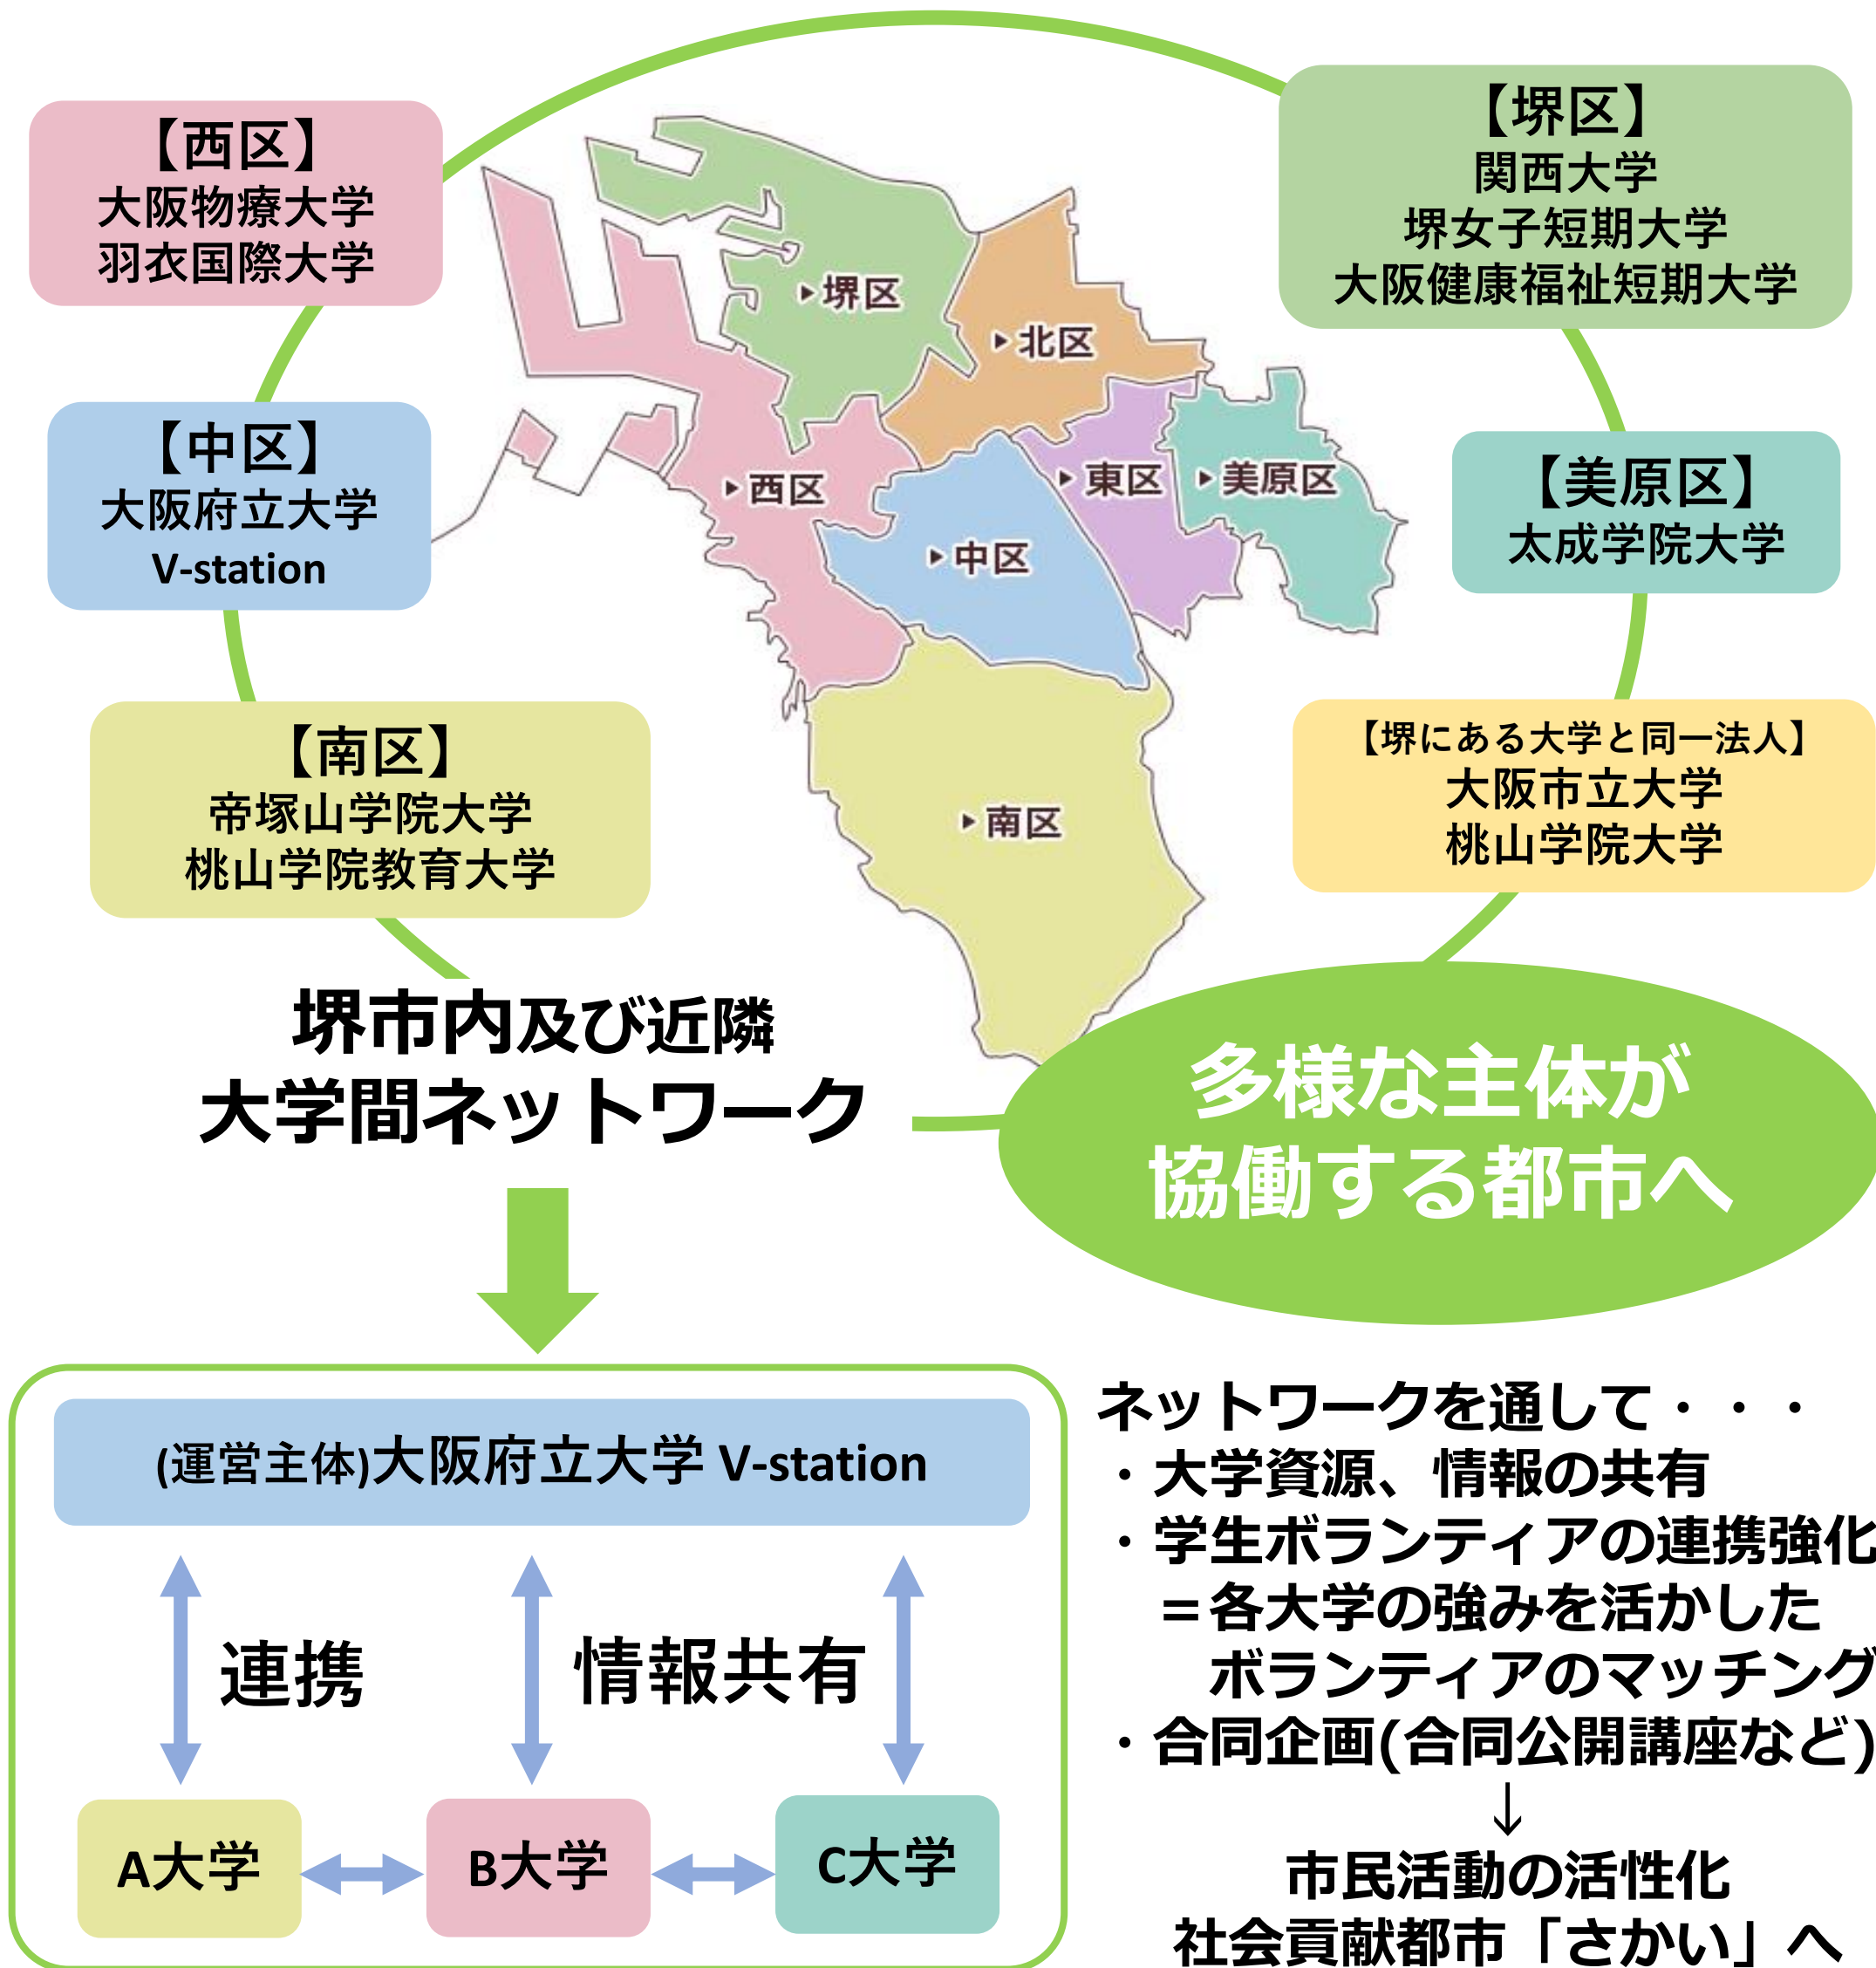 【西区】
大阪物療大学
羽衣国際大学
【堺区】
関西大学
堺女子短期大学
大阪健康福祉短期大学
【中区】
大阪府立大学
V-station
【美原区】
太成学院大学
【南区】
帝塚山学院大学
桃山学院教育大学
【堺にある大学と同一法人】
大阪市立大学
桃山学院大学
▸堺区
▸北区
▸西区
▸東区
▸美原区
▸中区
▸南区
堺市内及び近隣
大学間ネットワーク
多様な主体が
協働する都市へ
(運営主体)大阪府立大学 V-station
連携
情報共有
A大学
B大学
C大学
ネットワークを通して・・・
・大学資源、情報の共有
・学生ボランティアの連携強化
＝各大学の強みを活かした
ボランティアのマッチング
・合同企画(合同公開講座など)
↓
市民活動の活性化
社会貢献都市「さかい」へ